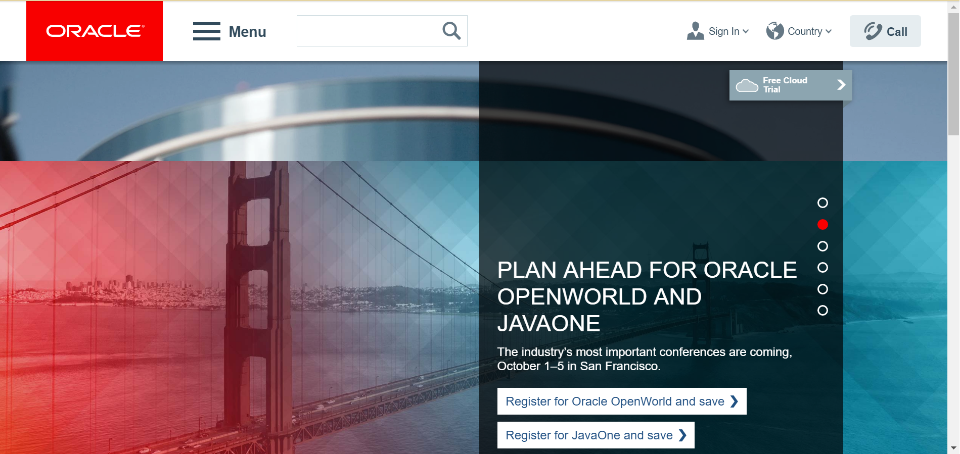 ORACLE
Menu
Sign In
Country
Call
Free Cloud
Trial
PLAN AHEAD FOR ORACLE
OPENWORLD AND
JAVAONE
The industry's most important conferences are coming,
October 1–5 in San Francisco.
Register for Oracle OpenWorld and save
Register for JavaOne and save